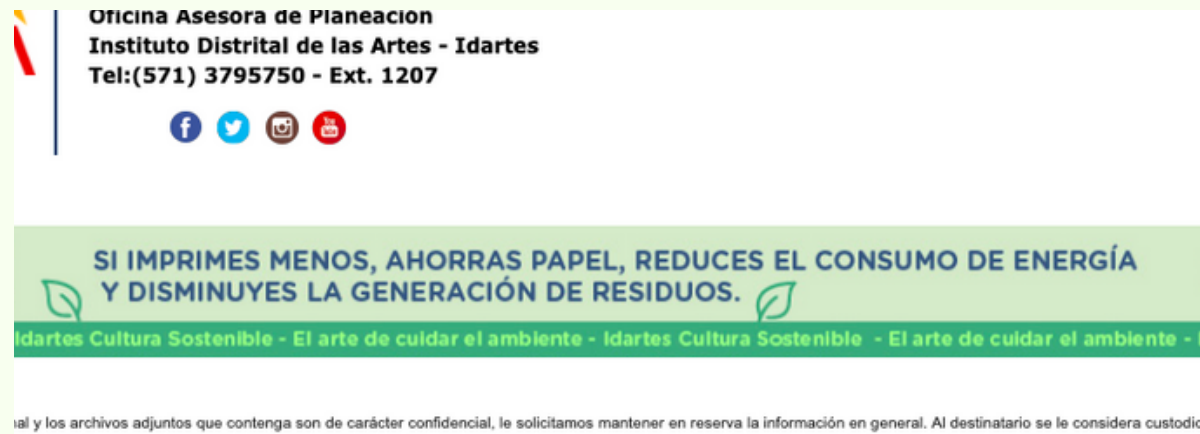 Oficina Asesora de Planeación
Instituto Distrital de las Artes - Idartes
Tel:(571) 3795750 - Ext. 1207
SI IMPRIMES MENOS, AHORRAS PAPEL, REDUCES EL CONSUMO DE ENERGÍA
Y DISMINUYES LA GENERACIÓN DE RESIDUOS.
Idartes Cultura Sostenible - El arte de cuidar el ambiente - Idartes Cultura Sostenible - El arte de cuidar el ambiente -
y los archivos adjuntos que contenga son de carácter confidencial, le solicitamos mantener en reserva la información en general. Al destinatario se le considera